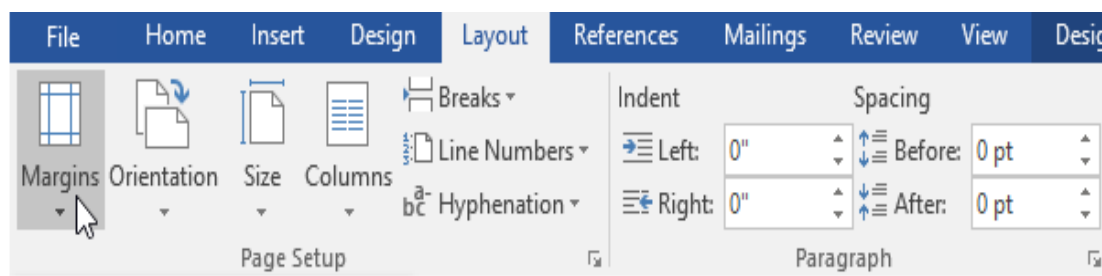 File Home Insert Design Layout References Mailings Review View Desig
Breaks Indent Spacing
Line Numbers Left: 0" Before: 0 pt
Margins Orientation Size Columns
Hyphenation Right: 0" After: 0 pt
Page Setup Paragraph